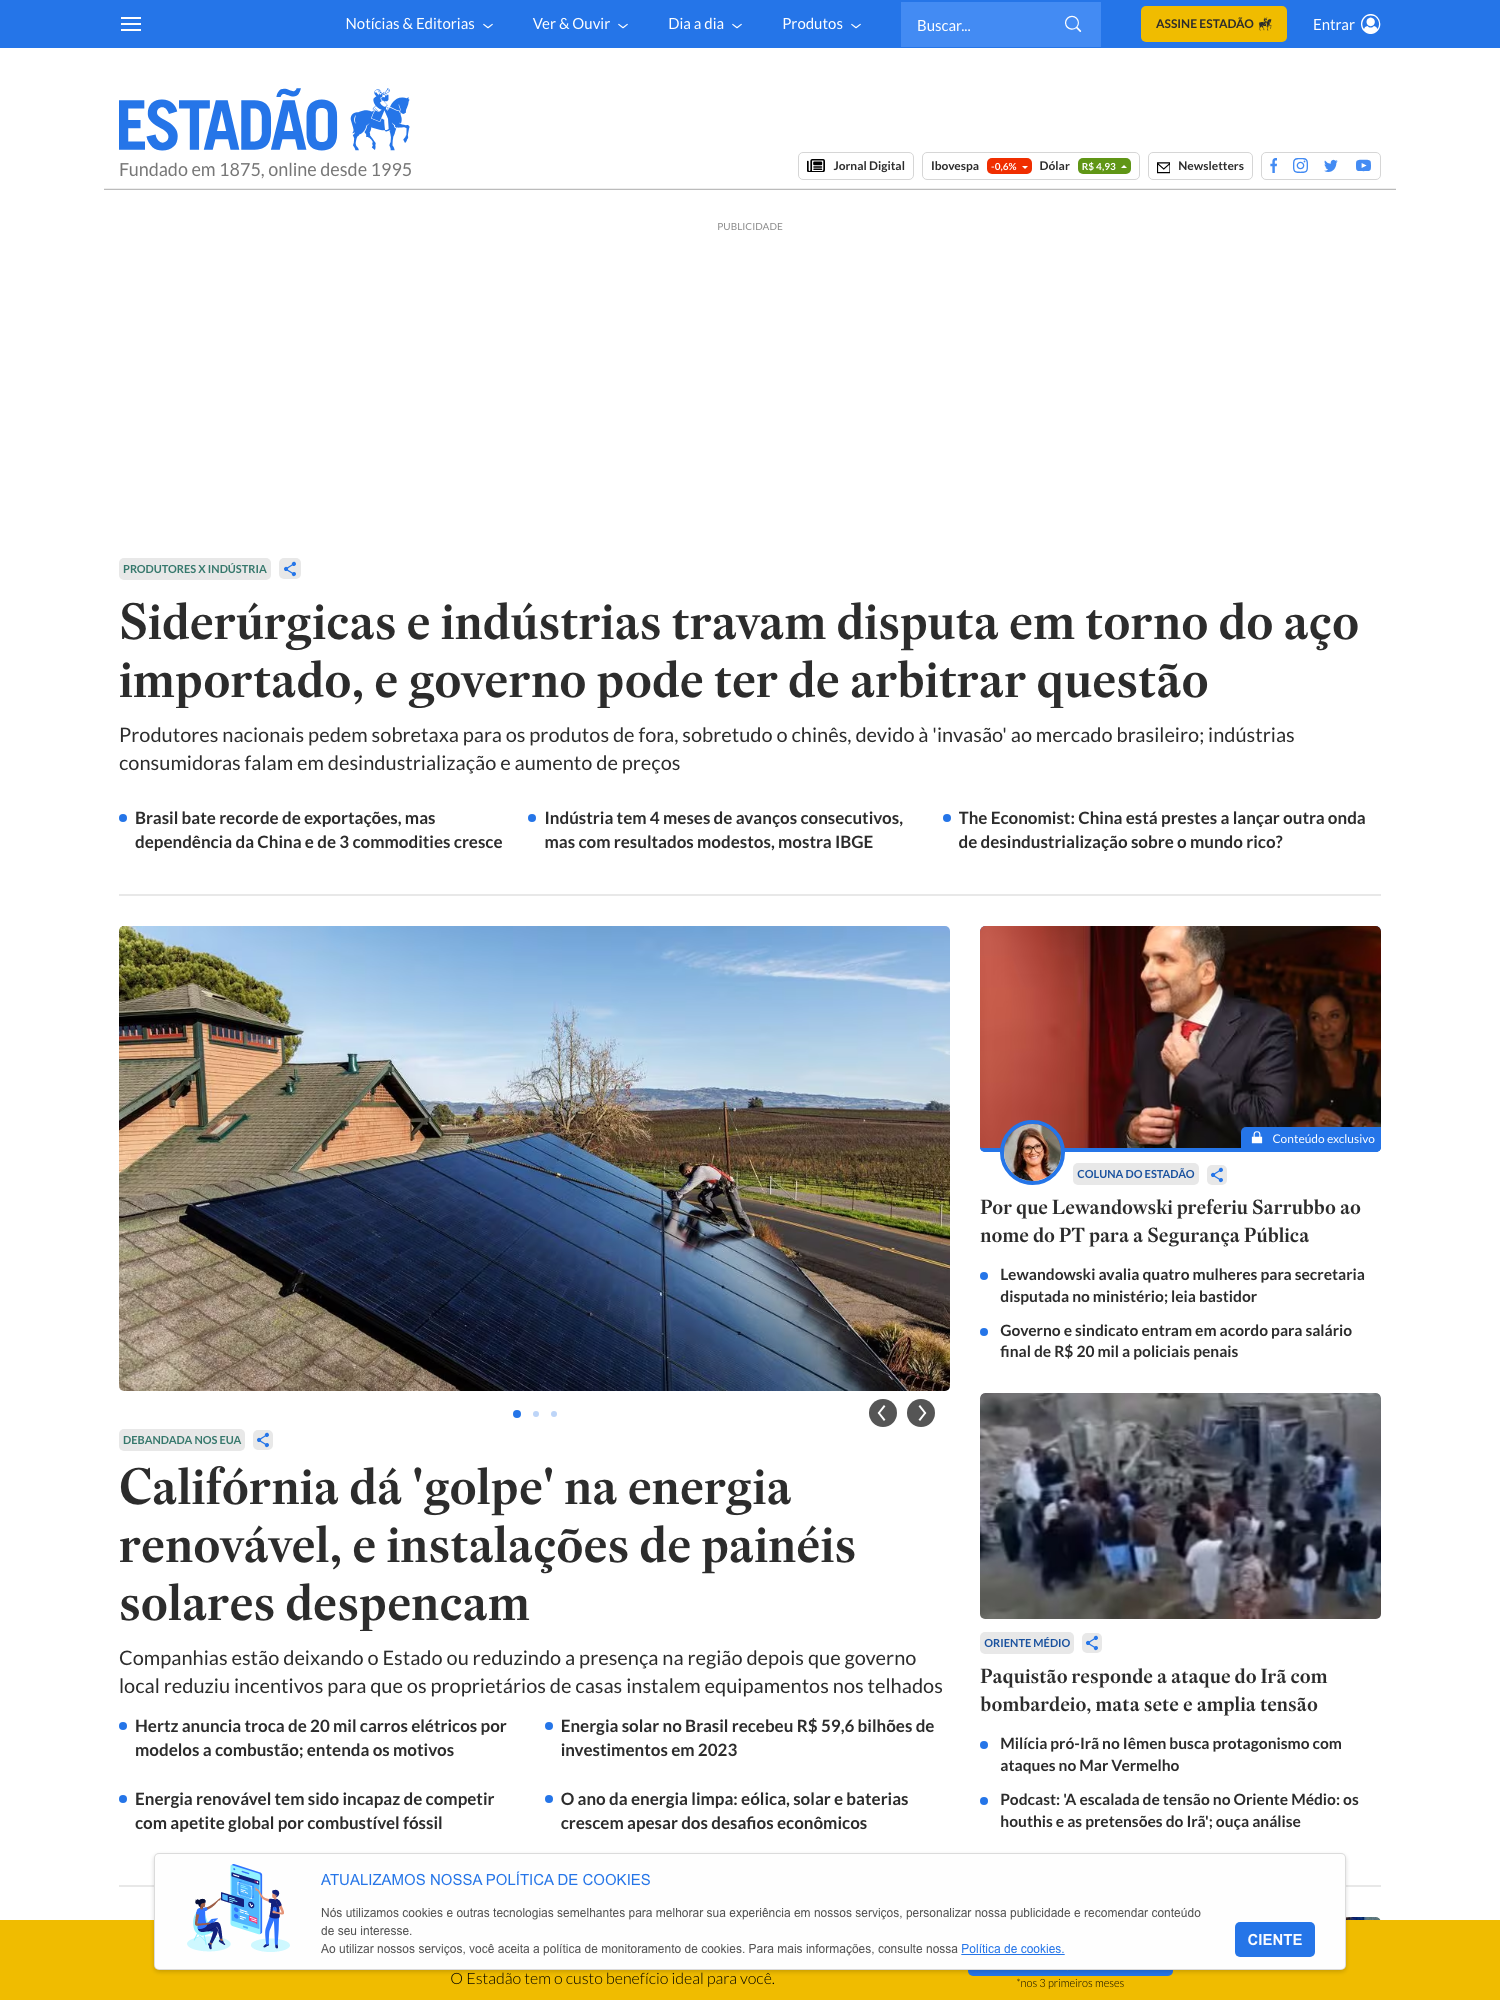 Notícias & Editorias
Ver & Ouvir
Dia a dia
Produtos
Buscar...
ASSINE ESTADÃO
Entrar
ESTADÃO
Fundado em 1875, online desde 1995
Jornal Digital
Ibovespa -0,6% Dólar R$ 4,93
Newsletters
PUBLICIDADE
PRODUTORES X INDÚSTRIA
Siderúrgicas e indústrias travam disputa em torno do aço
importado, e governo pode ter de arbitrar questão
Produtores nacionais pedem sobretaxa para os produtos de fora, sobretudo o chinês, devido à 'invasão' ao mercado brasileiro; indústrias
consumidoras falam em desindustrialização e aumento de preços
Brasil bate recorde de exportações, mas
dependência da China e de 3 commodities cresce
Indústria tem 4 meses de avanços consecutivos,
mas com resultados modestos, mostra IBGE
The Economist: China está prestes a lançar outra onda
de desindustrialização sobre o mundo rico?
DEBANDADA NOS EUA
Califórnia dá 'golpe' na energia
renovável, e instalações de painéis
solares despencam
Companhias estão deixando o Estado ou reduzindo a presença na região depois que governo
local reduziu incentivos para que os proprietários de casas instalem equipamentos nos telhados
Hertz anuncia troca de 20 mil carros elétricos por
modelos a combustão; entenda os motivos
Energia solar no Brasil recebeu R$ 59,6 bilhões de
investimentos em 2023
Energia renovável tem sido incapaz de competir
com apetite global por combustível fóssil
O ano da energia limpa: eólica, solar e baterias
crescem apesar dos desafios econômicos
Conteúdo exclusivo
COLUNA DO ESTADÃO
Por que Lewandowski preferiu Sarrubbo ao
nome do PT para a Segurança Pública
Lewandowski avalia quatro mulheres para secretaria
disputada no ministério; leia bastidor
Governo e sindicato entram em acordo para salário
final de R$ 20 mil a policiais penais
ORIENTE MÉDIO
Paquistão responde a ataque do Irã com
bombardeio, mata sete e amplia tensão
Milícia pró-Irã no Iêmen busca protagonismo com
ataques no Mar Vermelho
Podcast: 'A escalada de tensão no Oriente Médio: os
houthis e as pretensões do Irã'; ouça análise
ATUALIZAMOS NOSSA POLÍTICA DE COOKIES
Nós utilizamos cookies e outras tecnologias semelhantes para melhorar sua experiência em nossos serviços, personalizar nossa publicidade e recomendar conteúdo
de seu interesse.
Ao utilizar nossos serviços, você aceita a política de monitoramento de cookies. Para mais informações, consulte nossa Política de cookies.
CIENTE
O Estadão tem o custo benefício ideal para você.
*nos 3 primeiros meses